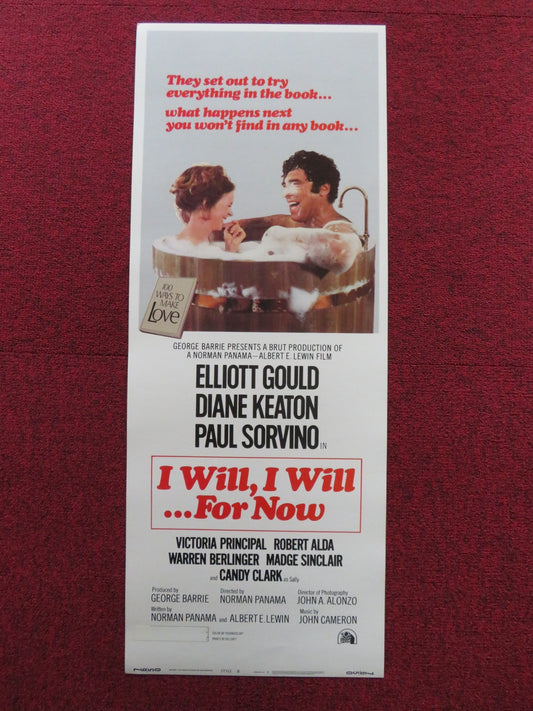 They set out to try
everything in the book...
what happens next
you won't find in any book...
100
WAYS TO
MAKE
Love
GEORGE BARRIE PRESENTS A BRUT PRODUCTION OF
A NORMAN PANAMA—ALBERT E. LEWIN FILM
ELLIOTT GOULD
DIANE KEATON
PAUL SORVINO IN
I Will, I Will
...For Now
VICTORIA PRINCIPAL ROBERT ALDA
WARREN BERLINGER MADGE SINCLAIR
and CANDY CLARK as Sally
Produced by GEORGE BARRIE
Directed by NORMAN PANAMA
Director of Photography JOHN A. ALONZO
Written by NORMAN PANAMA and ALBERT E. LEWIN
Music by JOHN CAMERON